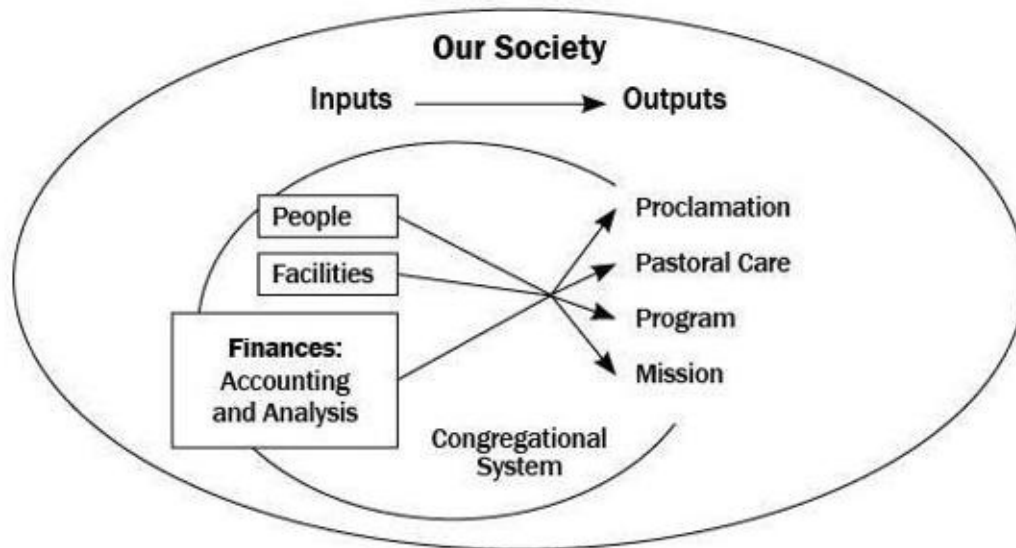 Our Society
Inputs
Outputs
People
Facilities
Finances:
Accounting
and Analysis
Proclamation
Pastoral Care
Program
Mission
Congregational
System